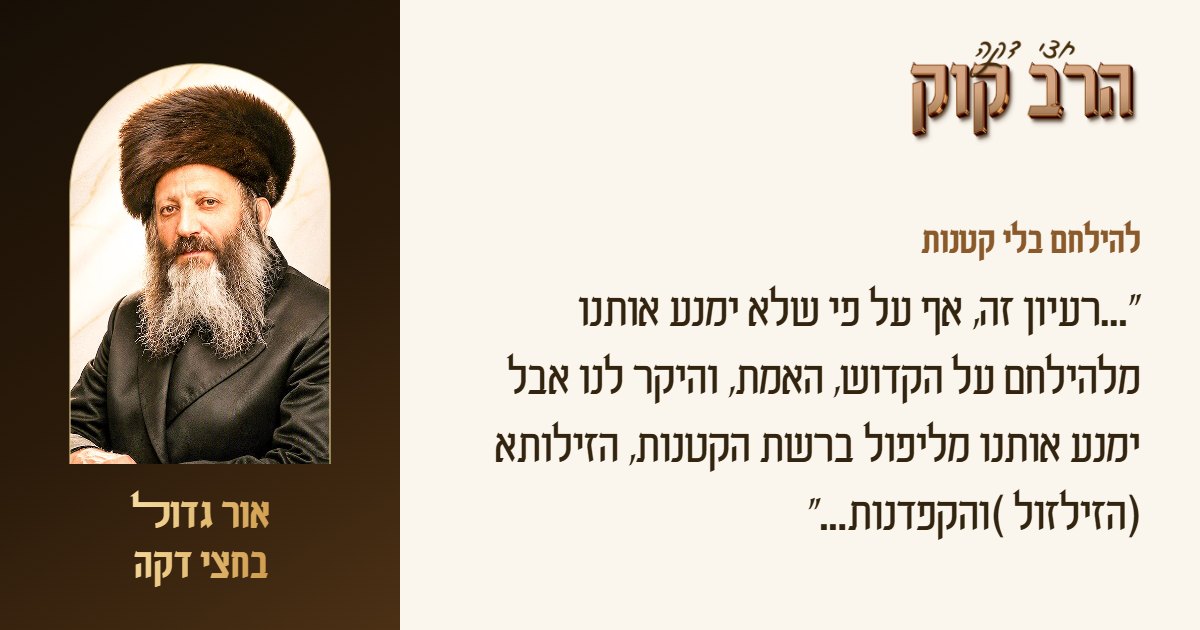 חצי דקה
הרב קוק
להילחם בלי קטנות
"...רעיון זה, אף על פי שלא ימנע אותנו
מלהילחם על הקדוש, האמת, והיקר לנו אבל
ימנע אותנו מליפול ברשת הקטנות, הזילותא
(הזילזול )והקפדנות..."
אור גדול
בחצי דקה